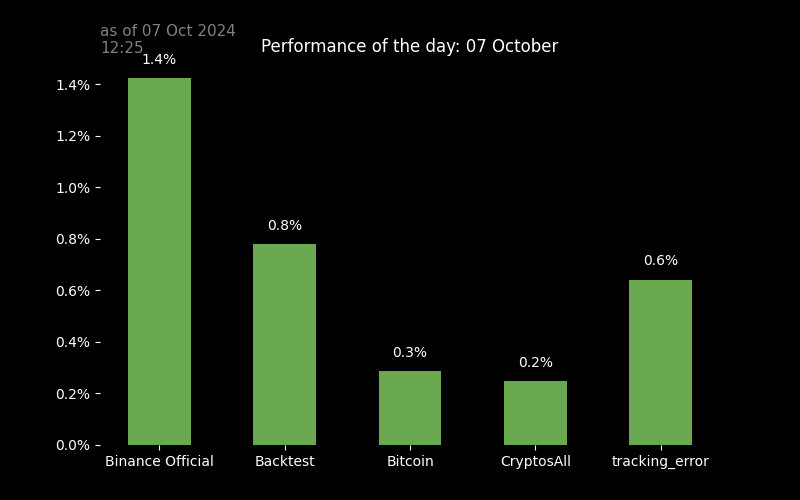 as of 07 Oct 2024
12:25
Performance of the day: 07 October
1.4%
1.4%
1.2%
1.0%
0.8%
0.8%
0.6%
0.6%
0.4%
0.3%
0.2%
0.2%
0.0%
Binance Official
Backtest
Bitcoin
CryptosAll
tracking_error